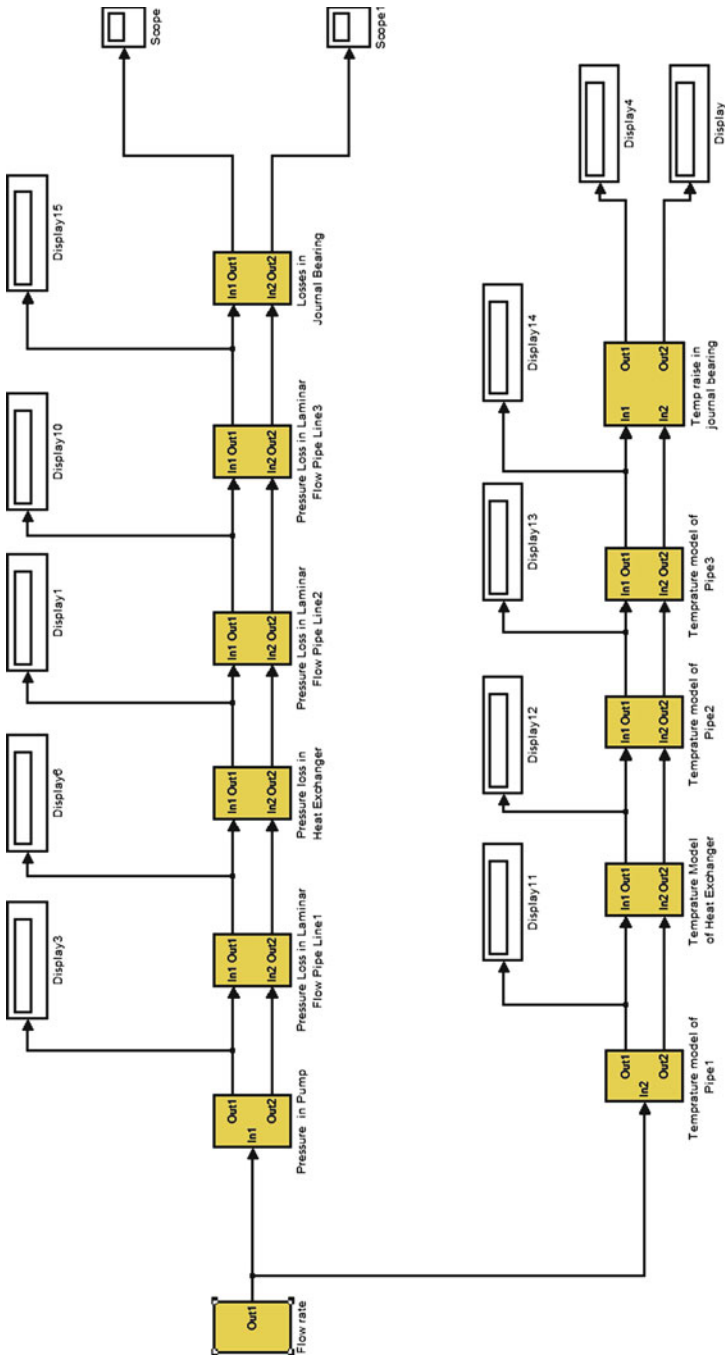 Scope
Scope1
Display15
Display10
Display1
Display6
Display3
Out1
Flow rate
In1
Out1
Out2
Pressure in Pump
In1 Out1
In2 Out2
Pressure Loss in Laminar
Flow Pipe Line1
In1 Out1
In2 Out2
Pressure loss in
Heat Exchanger
In1 Out1
In2 Out2
Pressure Loss in Laminar
Flow Pipe Line2
In1 Out1
In2 Out2
Pressure Loss in Laminar
Flow Pipe Line3
In1 Out1
In2 Out2
Losses in
Journal Bearing
Display11
Display12
Display13
Display14
Display4
Display
In2
Out1
Out2
Temprature model of
Pipe1
In1 Out1
In2 Out2
Temprature Model
of Heat Exchanger
In1 Out1
In2 Out2
Temprature model of
Pipe2
In1 Out1
In2 Out2
Temprature model of
Pipe3
In1
Out1
In2
Out2
Temp raise in
journal bearing